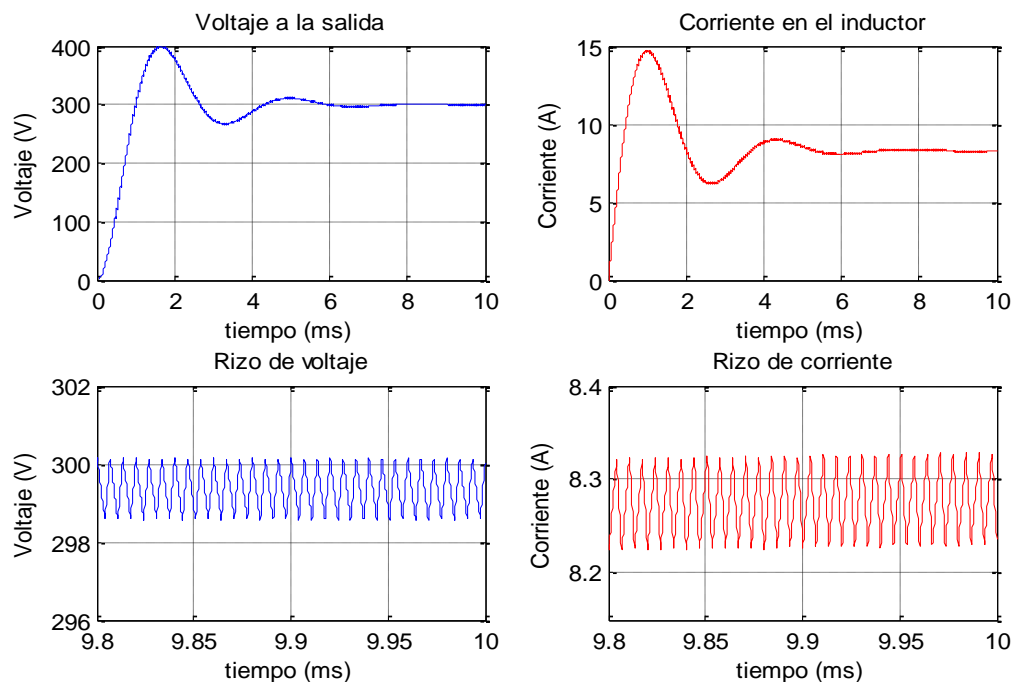 Voltaje a la salida
400
300
200
100
0
Voltaje (V)
0 2 4 6 8 10
tiempo (ms)
Corriente en el inductor
15
10
5
0
Corriente (A)
0 2 4 6 8 10
tiempo (ms)
Rizo de voltaje
302
300
298
296
Voltaje (V)
9.8 9.85 9.9 9.95 10
tiempo (ms)
Rizo de corriente
8.4
8.3
8.2
Corriente (A)
9.8 9.85 9.9 9.95 10
tiempo (ms)